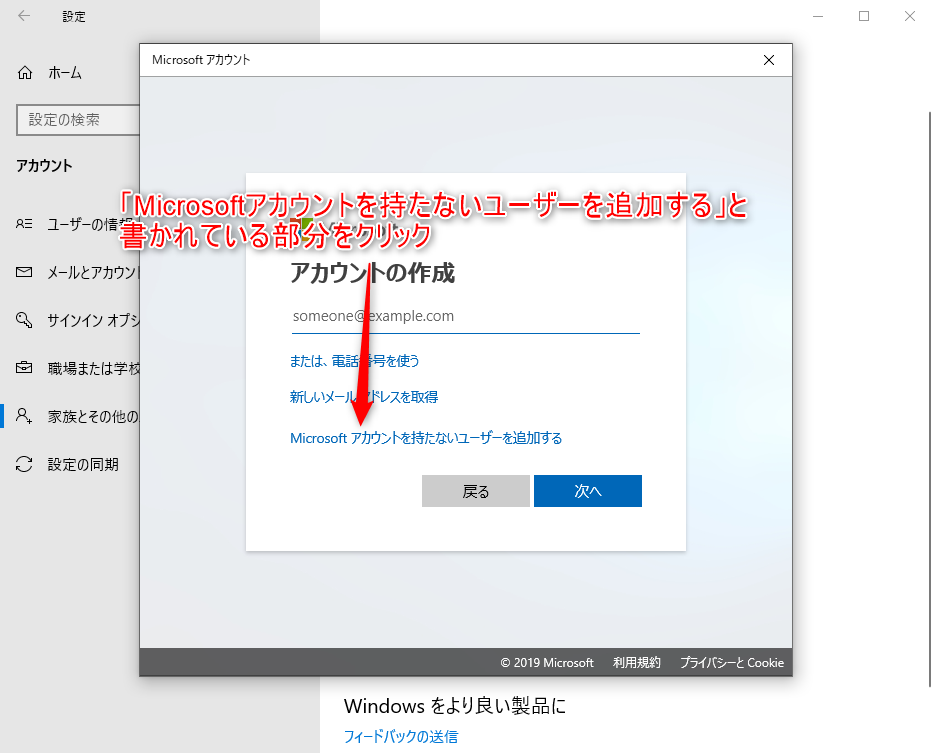 設定
ホーム
設定の検索
アカウント
ユーザーの情報
メールとアカウント
サインイン オプシ
職場または学校
家族とその他の
設定の同期
Microsoft アカウント
「Microsoftアカウントを持たないユーザーを追加する」と
書かれている部分をクリック
アカウントの作成
someone@example.com
または、電話番号を使う
新しいメール アドレスを取得
Microsoft アカウントを持たないユーザーを追加する
戻る
次へ
© 2019 Microsoft 利用規約 プライバシーと Cookie
Windows をより良い製品に
フィードバックの送信